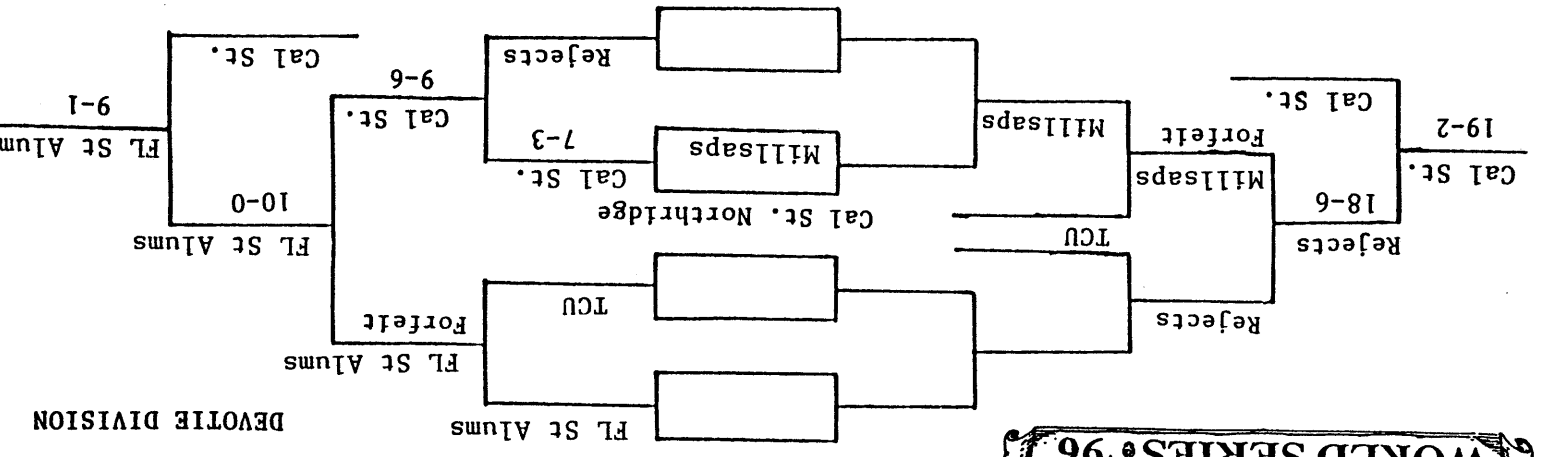 WORLD SERIES '96
DEVOTIE DIVISION
FL St Alums
FL St Alums
Forfeit
Rejects
TCU
Rejects
18-6
TCU
FL St Alums
10-0
Cal St. Northridge
Cal St.
19-2
Millsaps
Forfeit
Millsaps
Millsaps
Cal St.
7-3
FL St Alums
9-1
Cal St.
Cal St.
9-6
Rejects
Cal St.